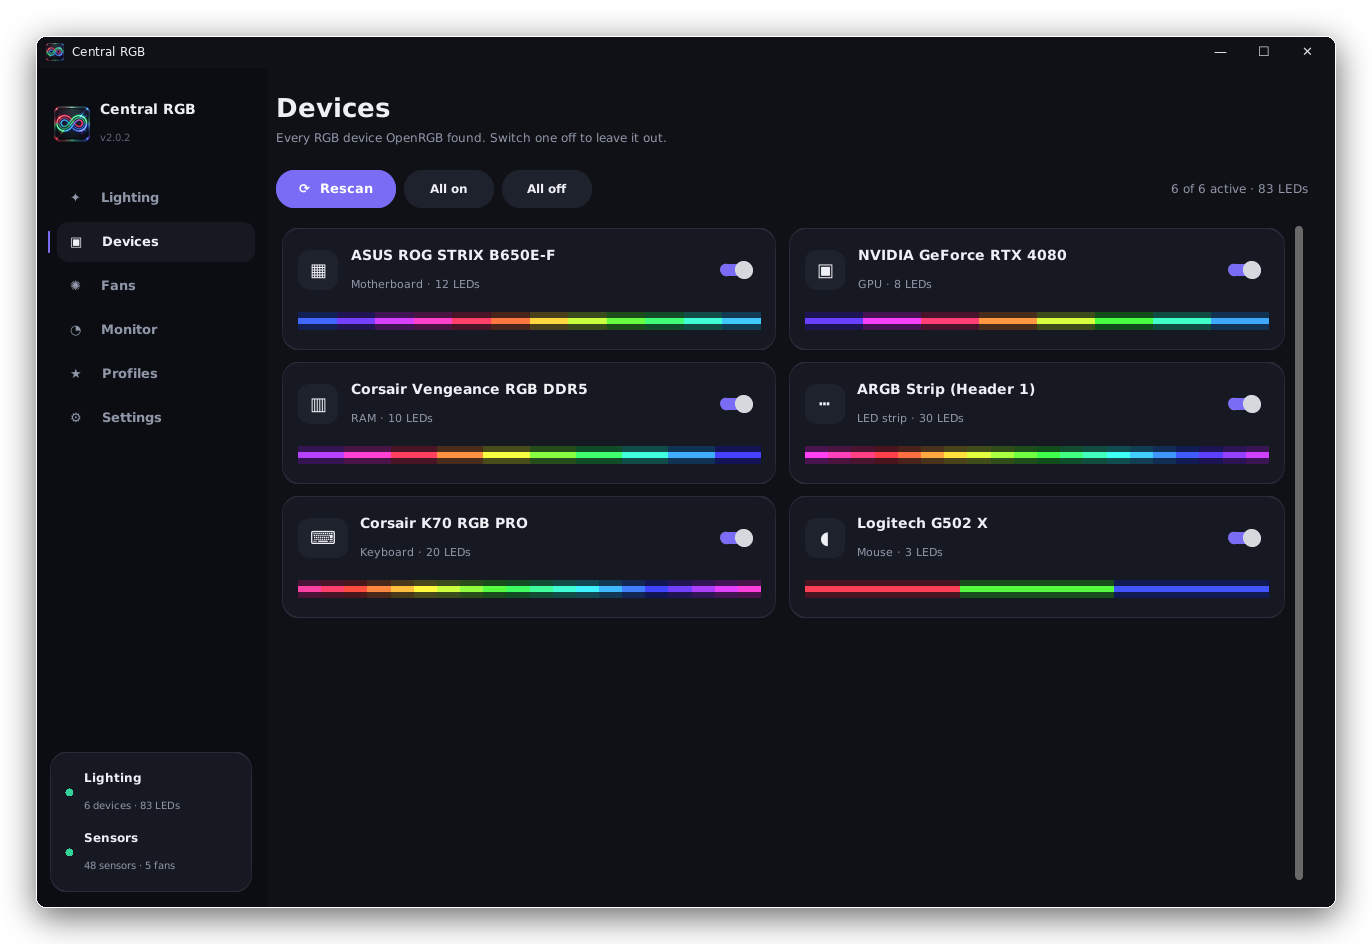 Central RGB
Central RGB
v2.0.2
Lighting
Devices
Fans
Monitor
Profiles
Settings
Lighting
6 devices · 83 LEDs
Sensors
48 sensors · 5 fans
Devices
Every RGB device OpenRGB found. Switch one off to leave it out.
Rescan
All on
All off
6 of 6 active · 83 LEDs
ASUS ROG STRIX B650E-F
Motherboard · 12 LEDs
NVIDIA GeForce RTX 4080
GPU · 8 LEDs
Corsair Vengeance RGB DDR5
RAM · 10 LEDs
ARGB Strip (Header 1)
LED strip · 30 LEDs
Corsair K70 RGB PRO
Keyboard · 20 LEDs
Logitech G502 X
Mouse · 3 LEDs